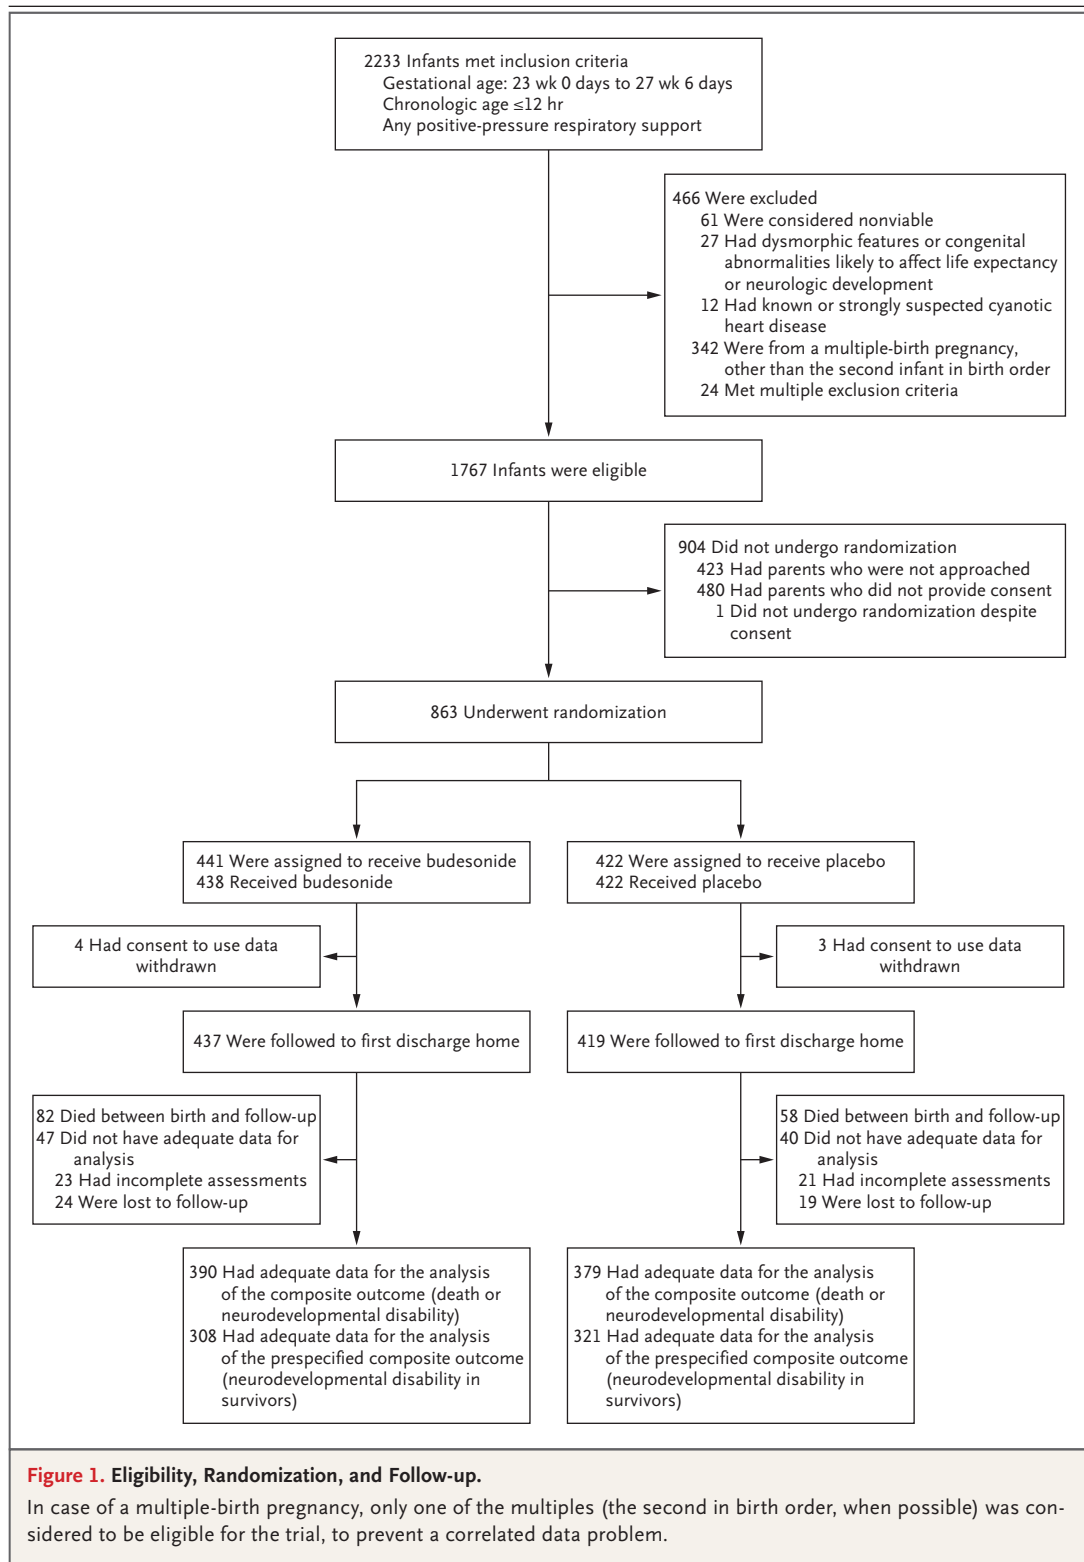 2233 Infants met inclusion criteria
Gestational age: 23 wk 0 days to 27 wk 6 days
Chronologic age ≤12 hr
Any positive-pressure respiratory support
466 Were excluded
61 Were considered nonviable
27 Had dysmorphic features or congenital
abnormalities likely to affect life expectancy
or neurologic development
12 Had known or strongly suspected cyanotic
heart disease
342 Were from a multiple-birth pregnancy,
other than the second infant in birth order
24 Met multiple exclusion criteria
1767 Infants were eligible
904 Did not undergo randomization
423 Had parents who were not approached
480 Had parents who did not provide consent
1 Did not undergo randomization despite
consent
863 Underwent randomization
441 Were assigned to receive budesonide
438 Received budesonide
422 Were assigned to receive placebo
422 Received placebo
4 Had consent to use data
withdrawn
3 Had consent to use data
withdrawn
437 Were followed to first discharge home
419 Were followed to first discharge home
82 Died between birth and follow-up
47 Did not have adequate data for
analysis
23 Had incomplete assessments
24 Were lost to follow-up
58 Died between birth and follow-up
40 Did not have adequate data for
analysis
21 Had incomplete assessments
19 Were lost to follow-up
390 Had adequate data for the analysis
of the composite outcome (death or
neurodevelopmental disability)
308 Had adequate data for the analysis
of the prespecified composite outcome
(neurodevelopmental disability in
survivors)
379 Had adequate data for the analysis
of the composite outcome (death or
neurodevelopmental disability)
321 Had adequate data for the analysis
of the prespecified composite outcome
(neurodevelopmental disability in
survivors)
Figure 1. Eligibility, Randomization, and Follow-up.
In case of a multiple-birth pregnancy, only one of the multiples (the second in birth order, when possible) was con-
sidered to be eligible for the trial, to prevent a correlated data problem.